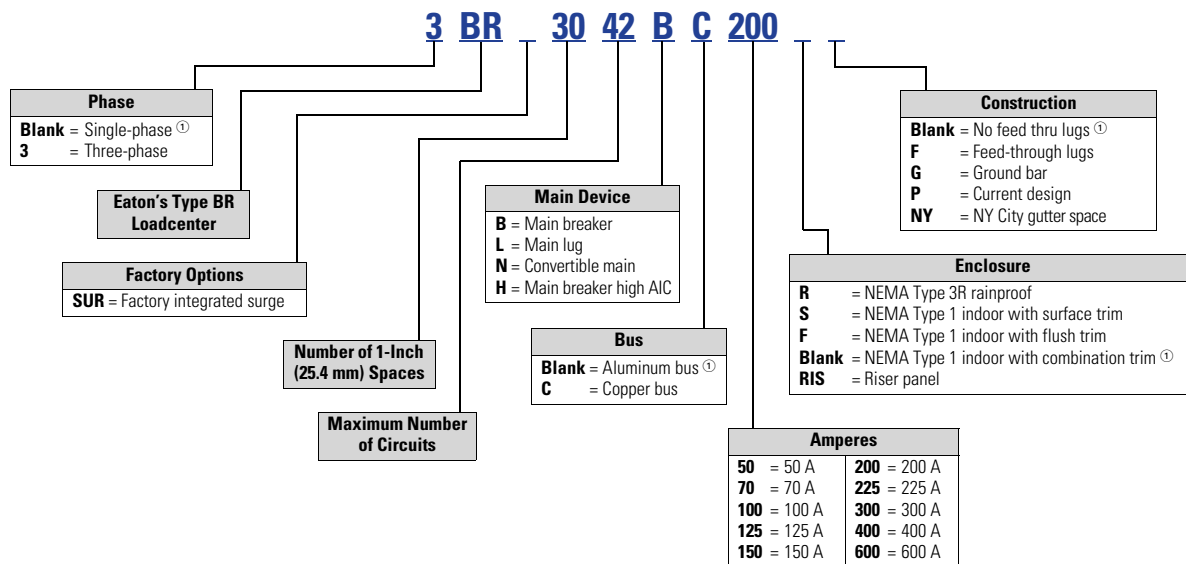 3 BR _ 30 42 B C 200 _ _
Phase
Blank = Single-phase ①
3 = Three-phase
Eaton's Type BR
Loadcenter
Factory Options
SUR = Factory integrated surge
Number of 1-Inch
(25.4 mm) Spaces
Maximum Number
of Circuits
Main Device
B = Main breaker
L = Main lug
N = Convertible main
H = Main breaker high AIC
Bus
Blank = Aluminum bus ①
C = Copper bus
Amperes
50 = 50 A 200 = 200 A
70 = 70 A 225 = 225 A
100 = 100 A 300 = 300 A
125 = 125 A 400 = 400 A
150 = 150 A 600 = 600 A
Enclosure
R = NEMA Type 3R rainproof
S = NEMA Type 1 indoor with surface trim
F = NEMA Type 1 indoor with flush trim
Blank = NEMA Type 1 indoor with combination trim ①
RIS = Riser panel
Construction
Blank = No feed thru lugs ①
F = Feed-through lugs
G = Ground bar
P = Current design
NY = NY City gutter space